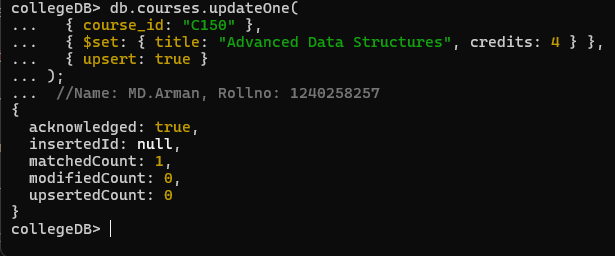 collegeDB> db.courses.updateOne(
...   { course_id: "C150" },
...   { $set: { title: "Advanced Data Structures", credits: 4 } },
...   { upsert: true }
... );
...  //Name: MD.Arman, Rollno: 1240258257
{
  acknowledged: true,
  insertedId: null,
  matchedCount: 1,
  modifiedCount: 0,
  upsertedCount: 0
}
collegeDB>